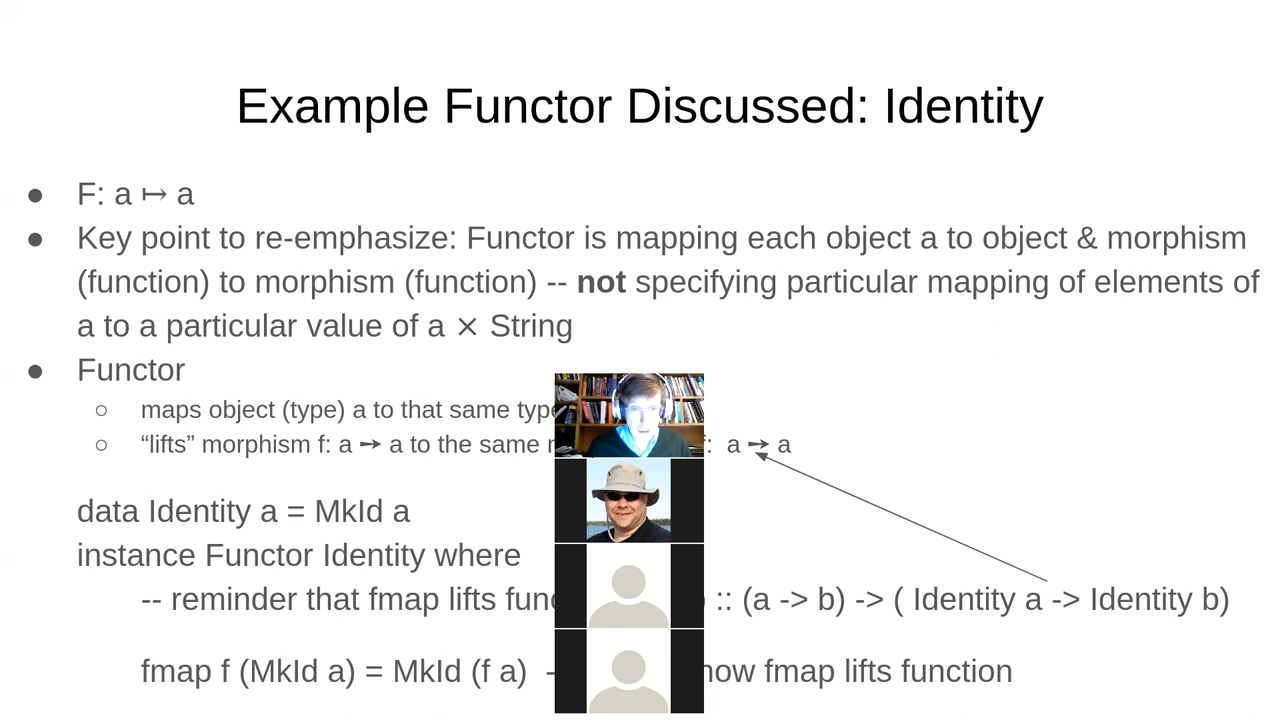 Example Functor Discussed: Identity
● F: a ↦ a
● Key point to re-emphasize: Functor is mapping each object a to object & morphism
(function) to morphism (function) -- not specifying particular mapping of elements of
a to a particular value of a × String
● Functor
○ maps object (type) a to that same type
○ “lifts” morphism f: a ➙ a to the same f: a ➙ a
data Identity a = MkId a
instance Functor Identity where
-- reminder that fmap lifts :: (a -> b) -> ( Identity a -> Identity b)
fmap f (MkId a) = MkId (f a) how fmap lifts function